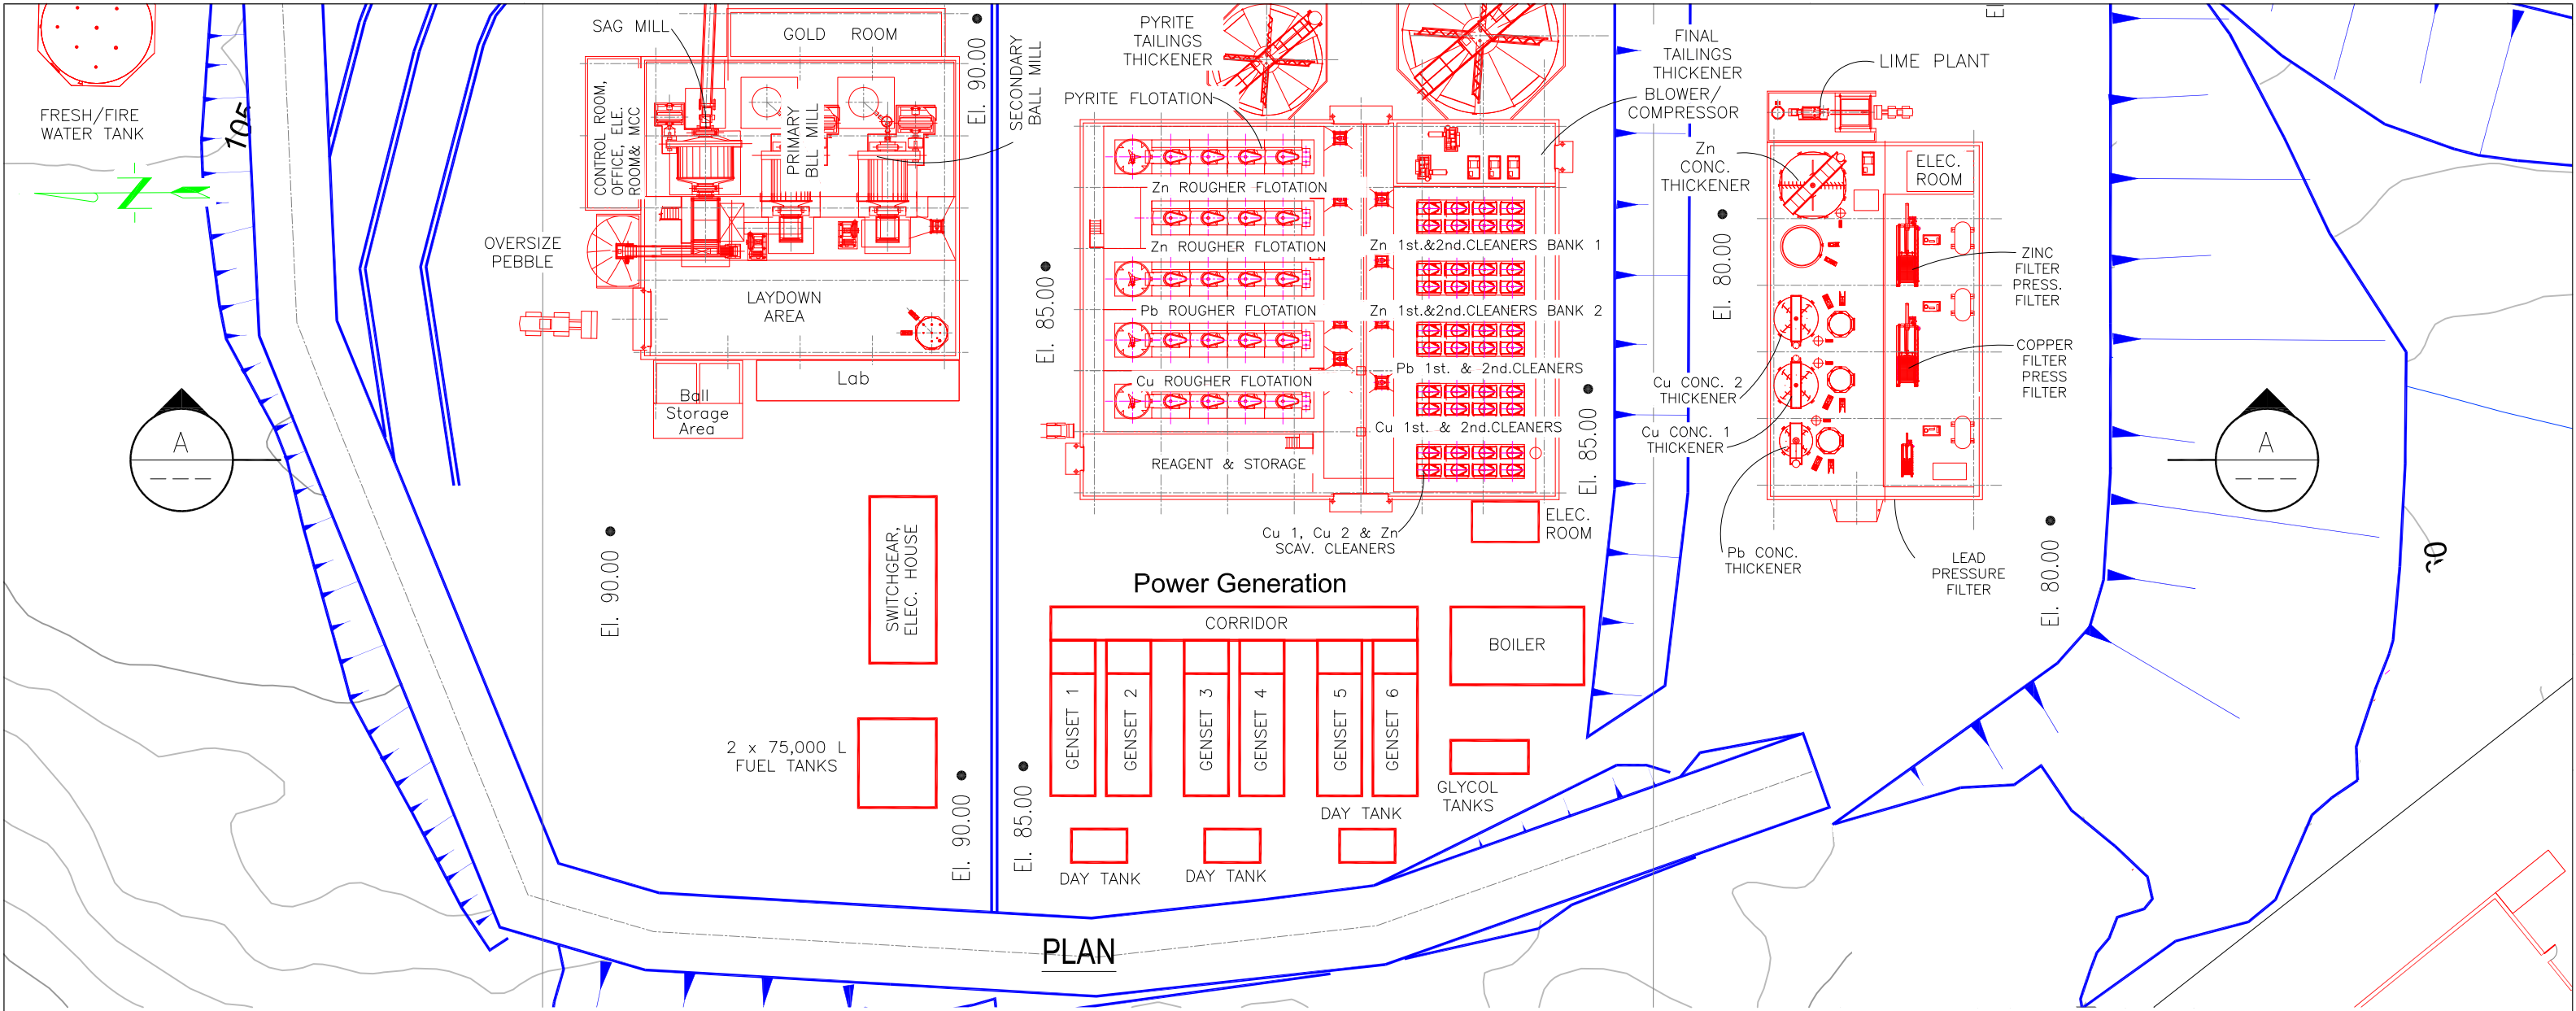 FRESH/FIRE
WATER TANK
105
SAG MILL
GOLD ROOM
El. 90.00
SECONDARY
BALL MILL
CONTROL ROOM,
OFFICE, ELE.
ROOM& MCC
PRIMARY
BLL MILL
OVERSIZE
PEBBLE
LAYDOWN
AREA
Lab
Ball
Storage
Area
A
El. 90.00
SWITCHGEAR,
ELEC. HOUSE
2 x 75,000 L
FUEL TANKS
El. 90.00
PYRITE
TAILINGS
THICKENER
PYRITE FLOTATION
FINAL
TAILINGS
THICKENER
BLOWER/
COMPRESSOR
Zn ROUGHER FLOTATION
Zn ROUGHER FLOTATION
Pb ROUGHER FLOTATION
Cu ROUGHER FLOTATION
REAGENT & STORAGE
Zn 1st.&2nd.CLEANERS BANK 1
Zn 1st.&2nd.CLEANERS BANK 2
Pb 1st. & 2nd.CLEANERS
Cu 1st. & 2nd.CLEANERS
Cu 1, Cu 2 & Zn
SCAV. CLEANERS
El. 85.00
El. 85.00
ELEC.
ROOM
Power Generation
CORRIDOR
GENSET 1
GENSET 2
GENSET 3
GENSET 4
GENSET 5
GENSET 6
BOILER
GLYCOL
TANKS
DAY TANK
DAY TANK
DAY TANK
El. 85.00
PLAN
El
LIME PLANT
Zn
CONC.
THICKENER
ELEC.
ROOM
El. 80.00
ZINC
FILTER
PRESS.
FILTER
COPPER
FILTER
PRESS
FILTER
Cu CONC. 2
THICKENER
Cu CONC. 1
THICKENER
Pb CONC.
THICKENER
LEAD
PRESSURE
FILTER
El. 80.00
A